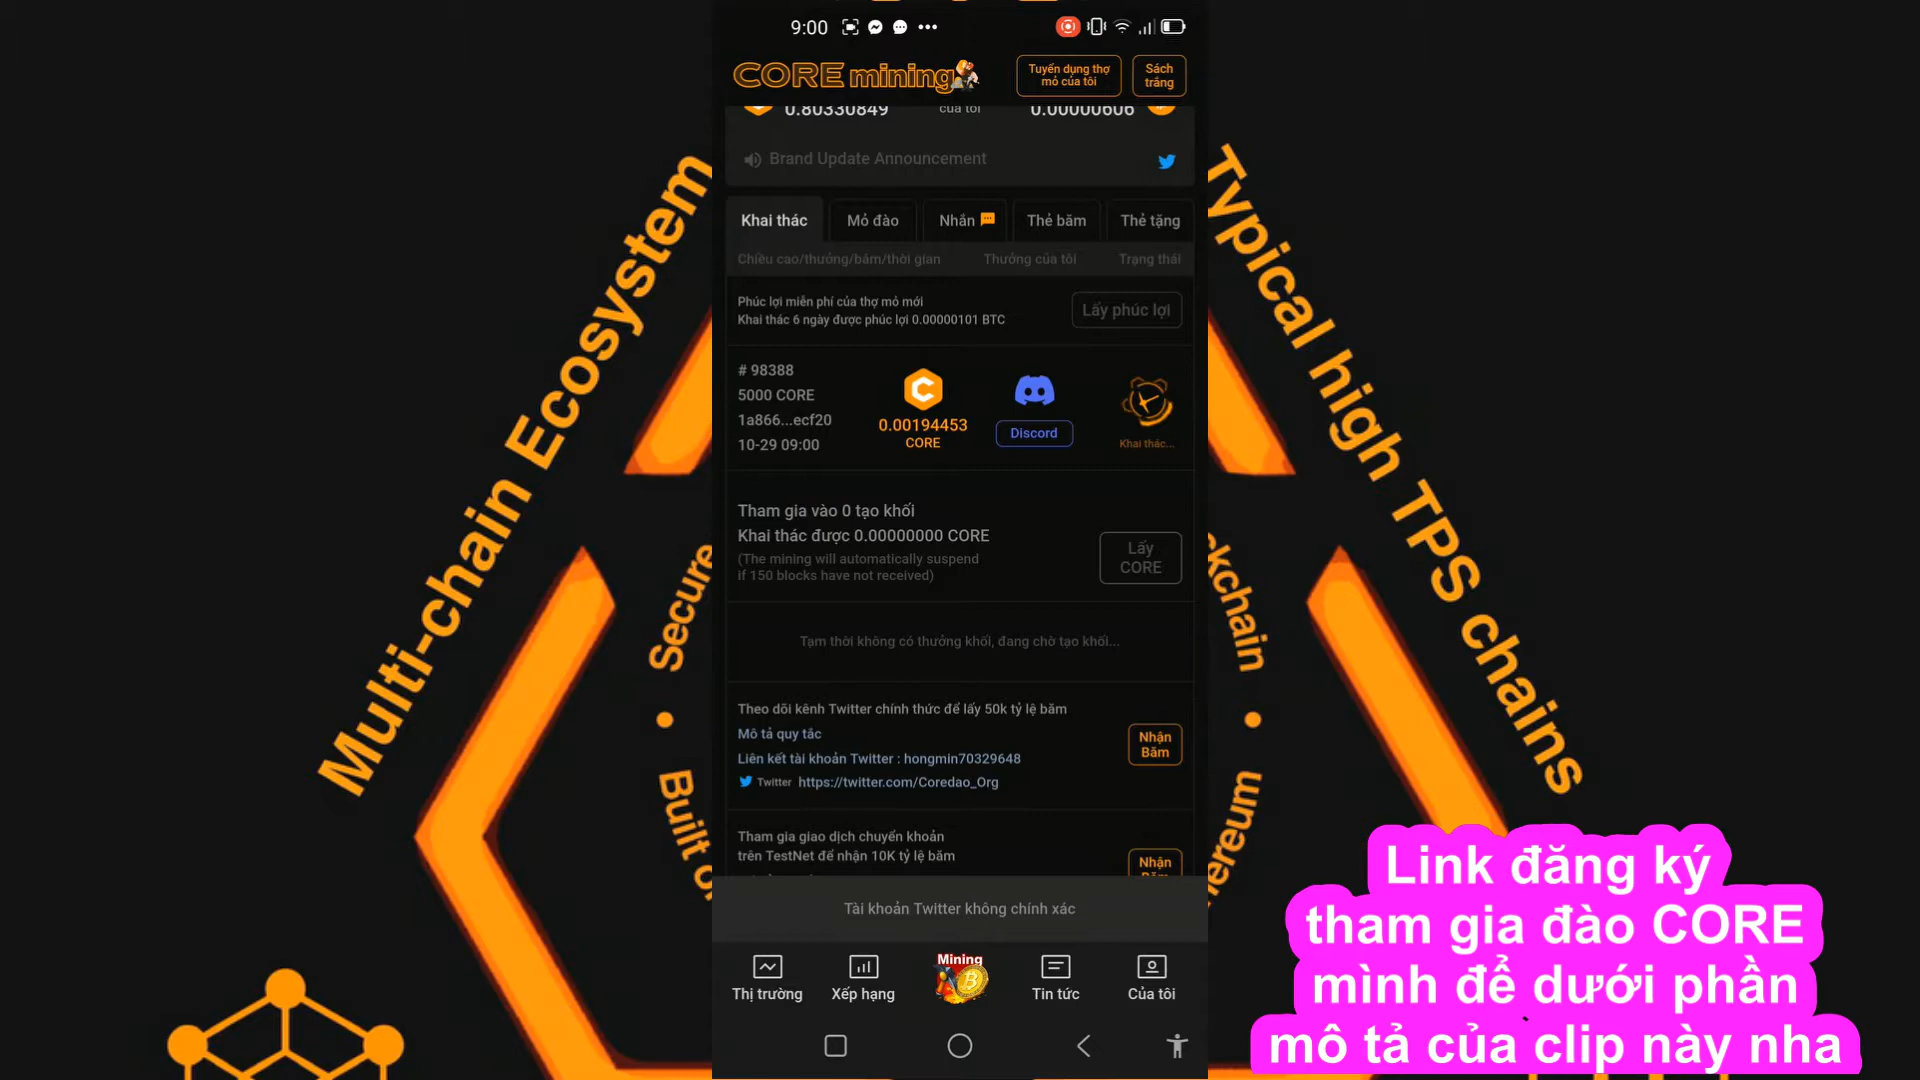 9:00
CORE mining
Tuyển dụng thợ
mỏ của tôi
Sách
trắng
0.80330849
của tôi
0.00000606
Brand Update Announcement
Khai thác
Mỏ đào
Nhắn
Thẻ băm
Thẻ tặng
Chiều cao/thưởng/băm/thời gian
Thưởng của tôi
Trạng thái
Phúc lợi miễn phí của thợ mỏ mới
Khai thác 6 ngày được phúc lợi 0.00000101 BTC
Lấy phúc lợi
# 98388
5000 CORE
1a866...ecf20
10-29 09:00
0.00194453
CORE
Discord
Khai thác...
Tham gia vào 0 tạo khối
Khai thác được 0.00000000 CORE
(The mining will automatically suspend
if 150 blocks have not received)
Lấy
CORE
Tạm thời không có thưởng khối, đang chờ tạo khối...
Theo dõi kênh Twitter chính thức để lấy 50k tỷ lệ băm
Mô tả quy tắc
Liên kết tài khoản Twitter : hongmin70329648
Twitter https://twitter.com/Coredao_Org
Nhận
Băm
Tham gia giao dịch chuyển khoản
trên TestNet để nhận 10K tỷ lệ băm
Nhận
Băm
Tài khoản Twitter không chính xác
Thị trường
Xếp hạng
Mining
Tin tức
Của tôi
Multi-chain Ecosystem
Typical high TPS chains
Secure
Built o
ckchain
hereum
Link đăng ký
tham gia đào CORE
mình để dưới phần
mô tả của clip này nha